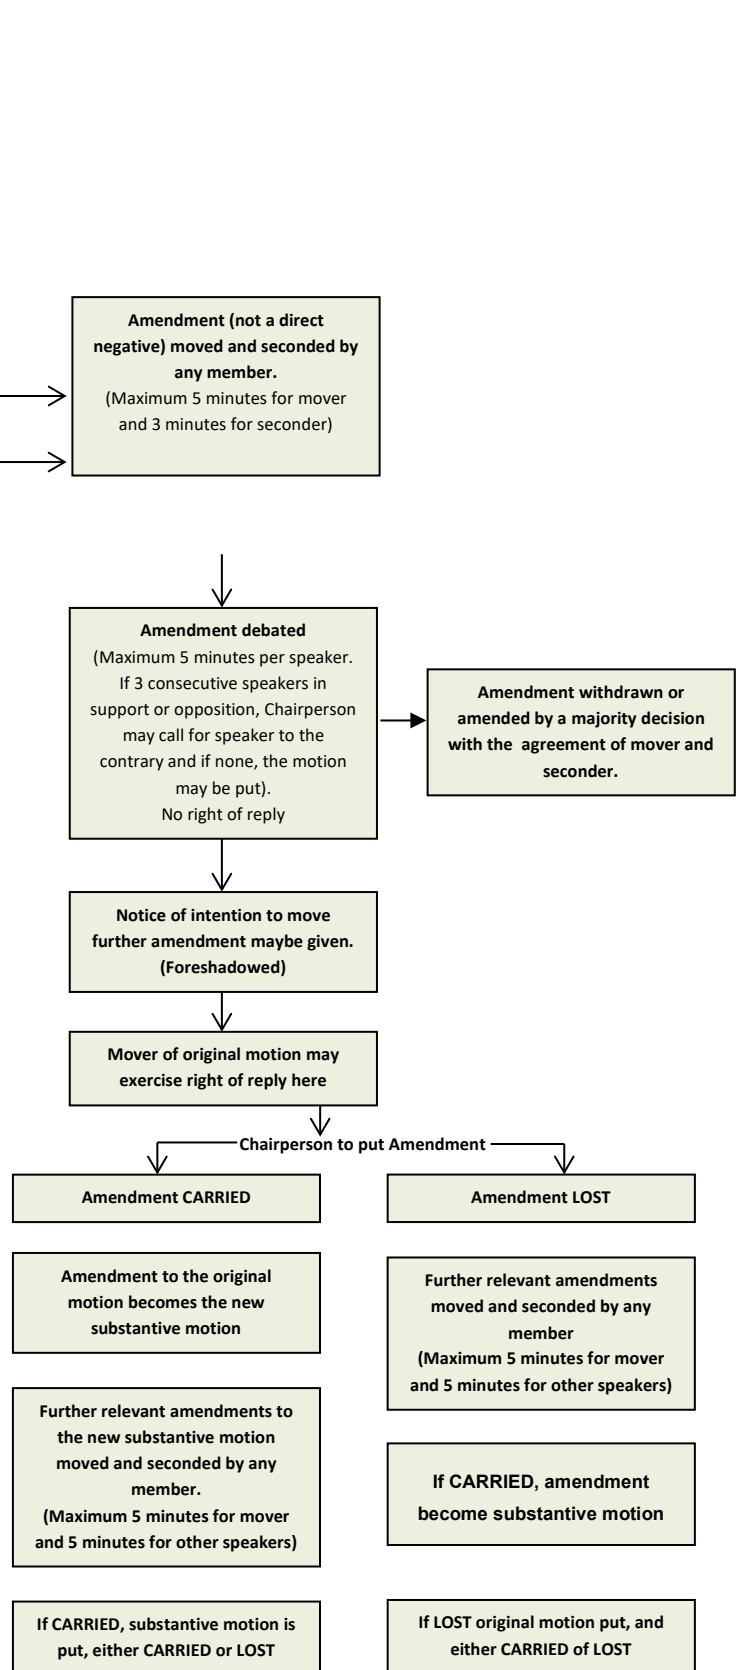 Amendment (not a direct
negative) moved and seconded by
any member.
(Maximum 5 minutes for mover
and 3 minutes for seconder)
Amendment debated
(Maximum 5 minutes per speaker.
If 3 consecutive speakers in
support or opposition, Chairperson
may call for speaker to the
contrary and if none, the motion
may be put).
No right of reply
Amendment withdrawn or
amended by a majority decision
with the agreement of mover and
seconder.
Notice of intention to move
further amendment maybe given.
(Foreshadowed)
Mover of original motion may
exercise right of reply here
Chairperson to put Amendment
Amendment CARRIED
Amendment to the original
motion becomes the new
substantive motion
Further relevant amendments to
the new substantive motion
moved and seconded by any
member.
(Maximum 5 minutes for mover
and 5 minutes for other speakers)
If CARRIED, substantive motion is
put, either CARRIED or LOST
Amendment LOST
Further relevant amendments
moved and seconded by any
member
(Maximum 5 minutes for mover
and 5 minutes for other speakers)
If CARRIED, amendment
become substantive motion
If LOST original motion put, and
either CARRIED of LOST